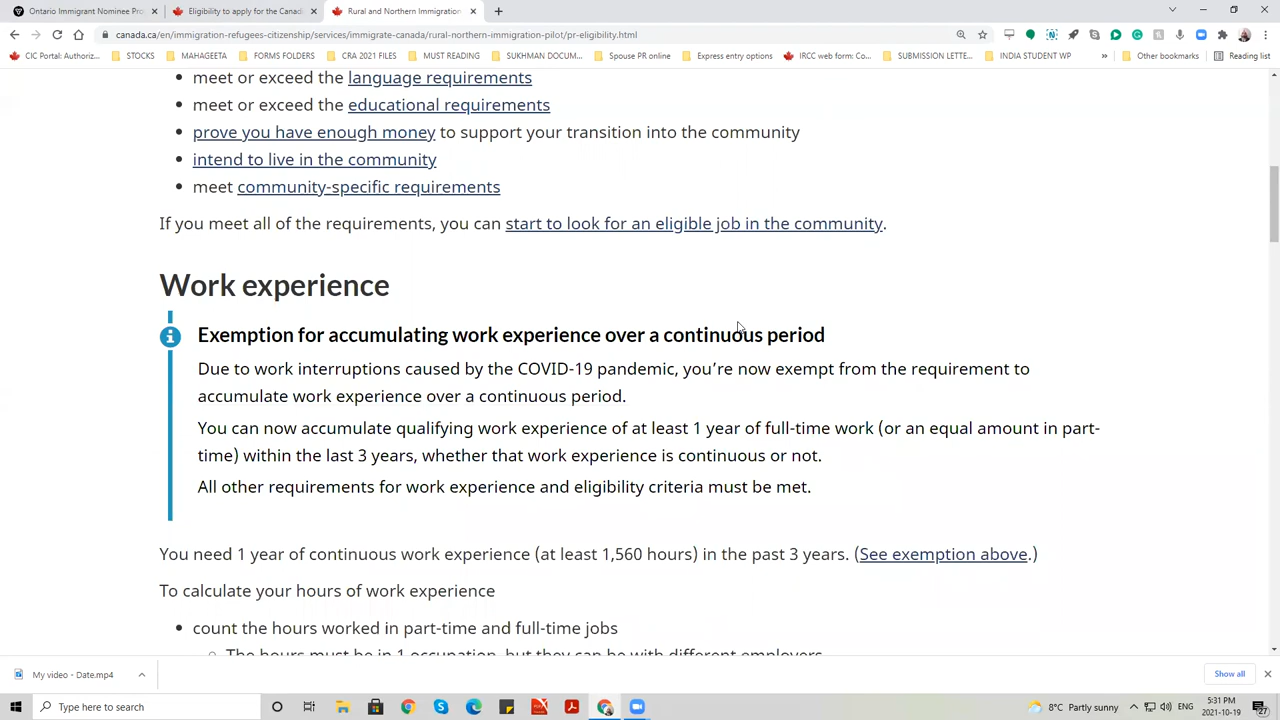 Ontario Immigrant Nominee Pro
Eligibility to apply for the Canadi
Rural and Northern Immigration
canada.ca/en/immigration-refugees-citizenship/services/immigrate-canada/rural-northern-immigration-pilot/pr-eligibility.html
CIC Portal: Authoriz...
STOCKS
MAHAGEETA
FORMS FOLDERS
CRA 2021 FILES
MUST READING
SUKHMAN DOCUM...
Spouse PR online
Express entry options
IRCC web form: Co...
SUBMISSION LETTE...
INDIA STUDENT WP
»
Other bookmarks
Reading list
• meet or exceed the language requirements
• meet or exceed the educational requirements
• prove you have enough money to support your transition into the community
• intend to live in the community
• meet community-specific requirements
If you meet all of the requirements, you can start to look for an eligible job in the community.
Work experience
Exemption for accumulating work experience over a continuous period
Due to work interruptions caused by the COVID-19 pandemic, you’re now exempt from the requirement to
accumulate work experience over a continuous period.
You can now accumulate qualifying work experience of at least 1 year of full-time work (or an equal amount in part-
time) within the last 3 years, whether that work experience is continuous or not.
All other requirements for work experience and eligibility criteria must be met.
You need 1 year of continuous work experience (at least 1,560 hours) in the past 3 years. (See exemption above.)
To calculate your hours of work experience
• count the hours worked in part-time and full-time jobs
The hours must be in 1 occupation, but they can be with different employers
My video - Date.mp4
Show all
Type here to search
8°C Partly sunny
ENG
5:31 PM
2021-10-19
27